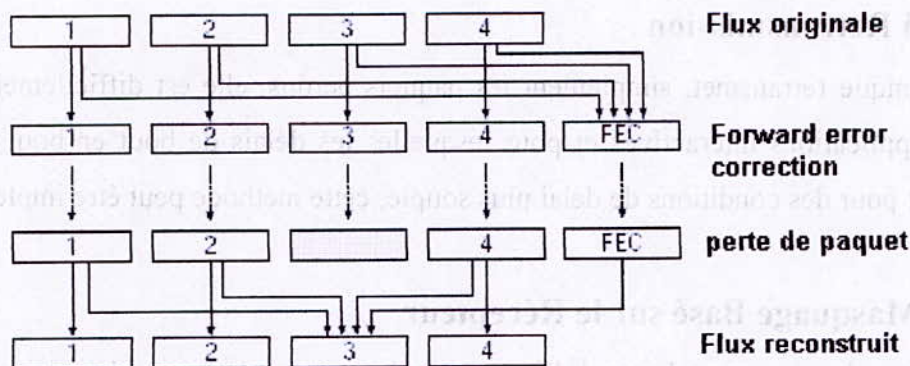 1 2 3 4 Flux originale
1 2 3 4 FEC Forward error
correction
1 2 4 FEC perte de paquet
1 2 3 4 Flux reconstruit